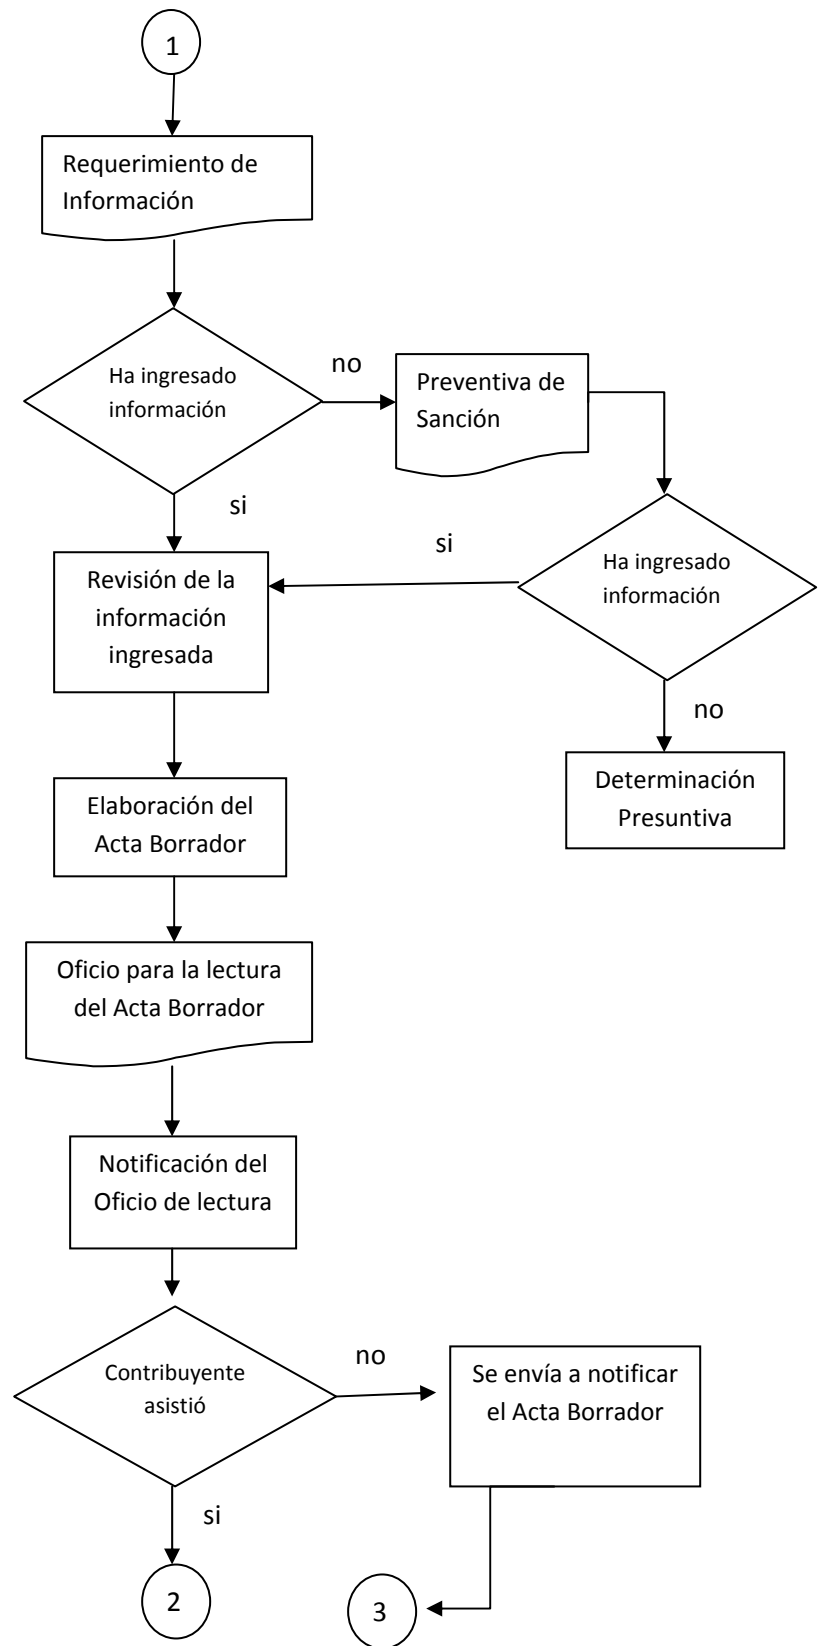 1
Requerimiento de
Información
Ha ingresado
información
no
Preventiva de
Sanción
si
si
Revisión de la
información
ingresada
Ha ingresado
información
no
Determinación
Presuntiva
Elaboración del
Acta Borrador
Oficio para la lectura
del Acta Borrador
Notificación del
Oficio de lectura
Contribuyente
asistió
no
Se envía a notificar
el Acta Borrador
si
2
3